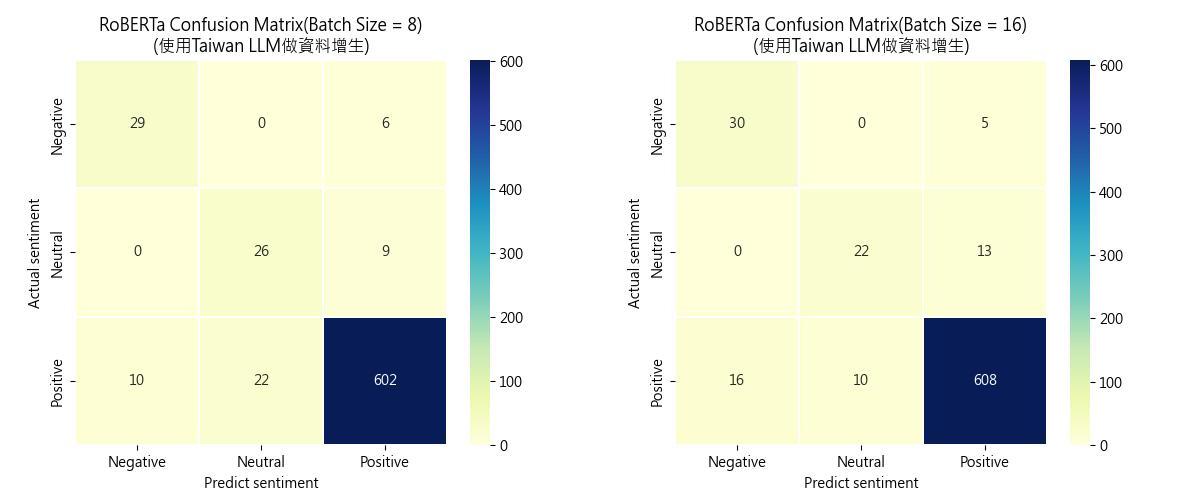 RoBERTa Confusion Matrix(Batch Size = 8)
(使用Taiwan LLM做資料增生)
Actual sentiment
Negative
Neutral
Positive
29 0 6
0 26 9
10 22 602
Negative Neutral Positive
Predict sentiment
600
500
400
300
200
100
0
RoBERTa Confusion Matrix(Batch Size = 16)
(使用Taiwan LLM做資料增生)
Actual sentiment
Negative
Neutral
Positive
30 0 5
0 22 13
16 10 608
Negative Neutral Positive
Predict sentiment
600
500
400
300
200
100
0